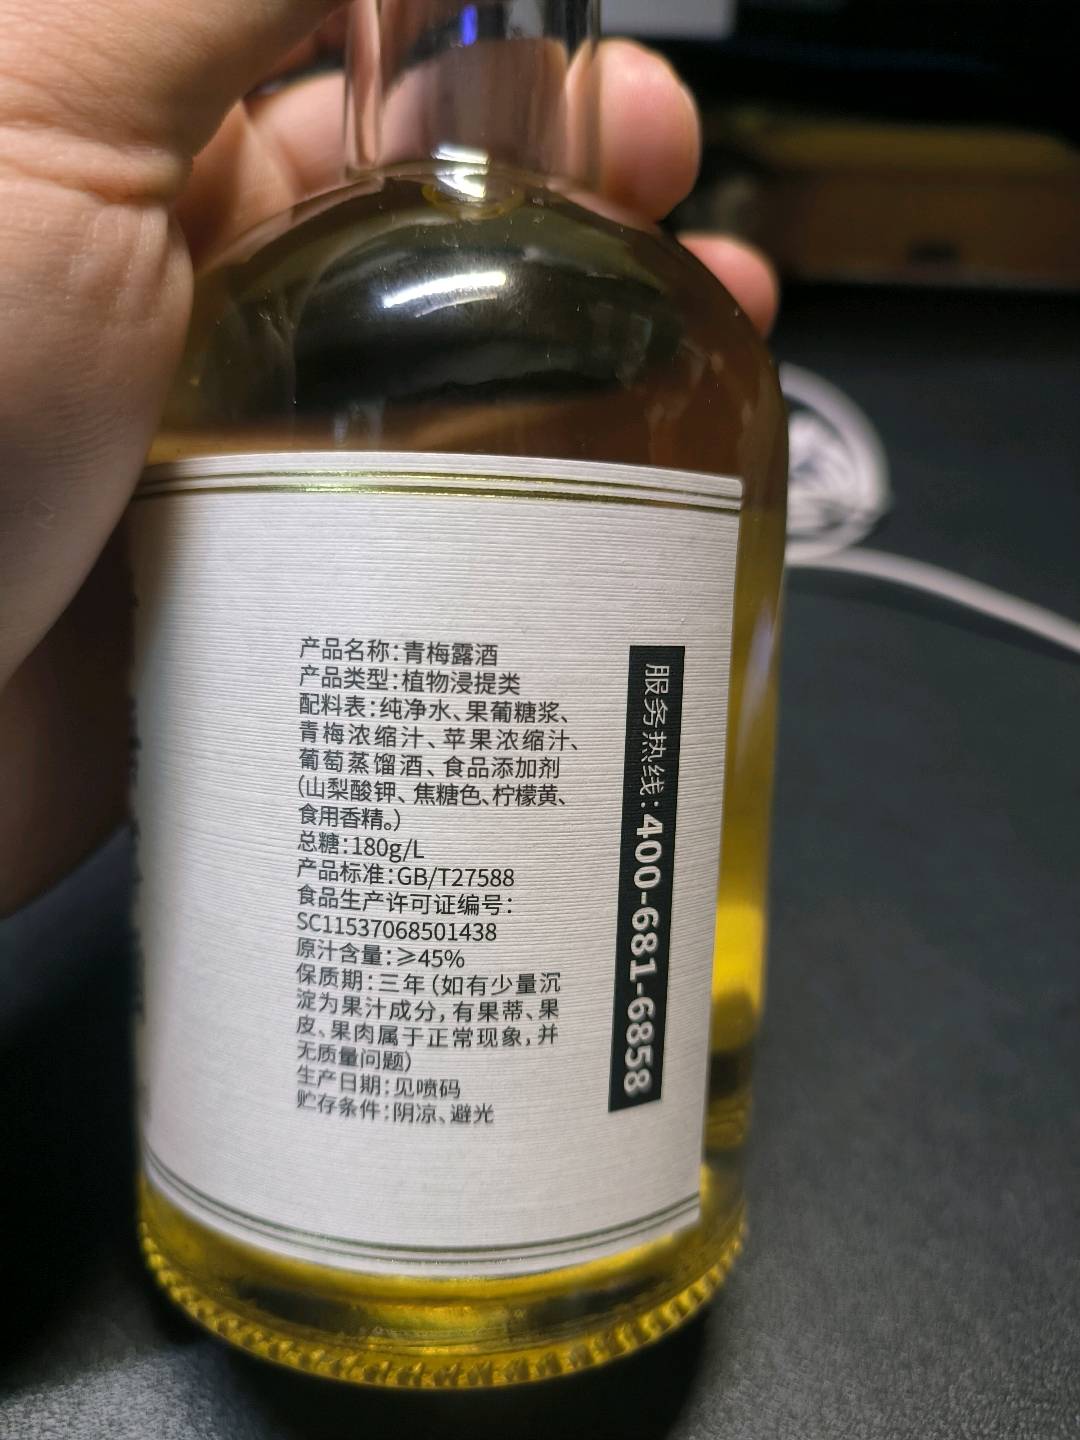 产品名称：青梅露酒
产品类型：植物浸提类
配料表：纯净水、果葡糖浆、
青梅浓缩汁、苹果浓缩汁、
葡萄蒸馏酒、食品添加剂
（山梨酸钾、焦糖色、柠檬黄、
食用香精。）
总糖：180g/L
产品标准：GB/T27588
食品生产许可证编号：
SC11537068501438
原汁含量：≥45%
保质期：三年（如有少量沉
淀为果汁成分，有果蒂、果
皮、果肉属于正常现象，并
无质量问题）
生产日期：见喷码
贮存条件：阴凉、避光
服务热线：400-681-6858